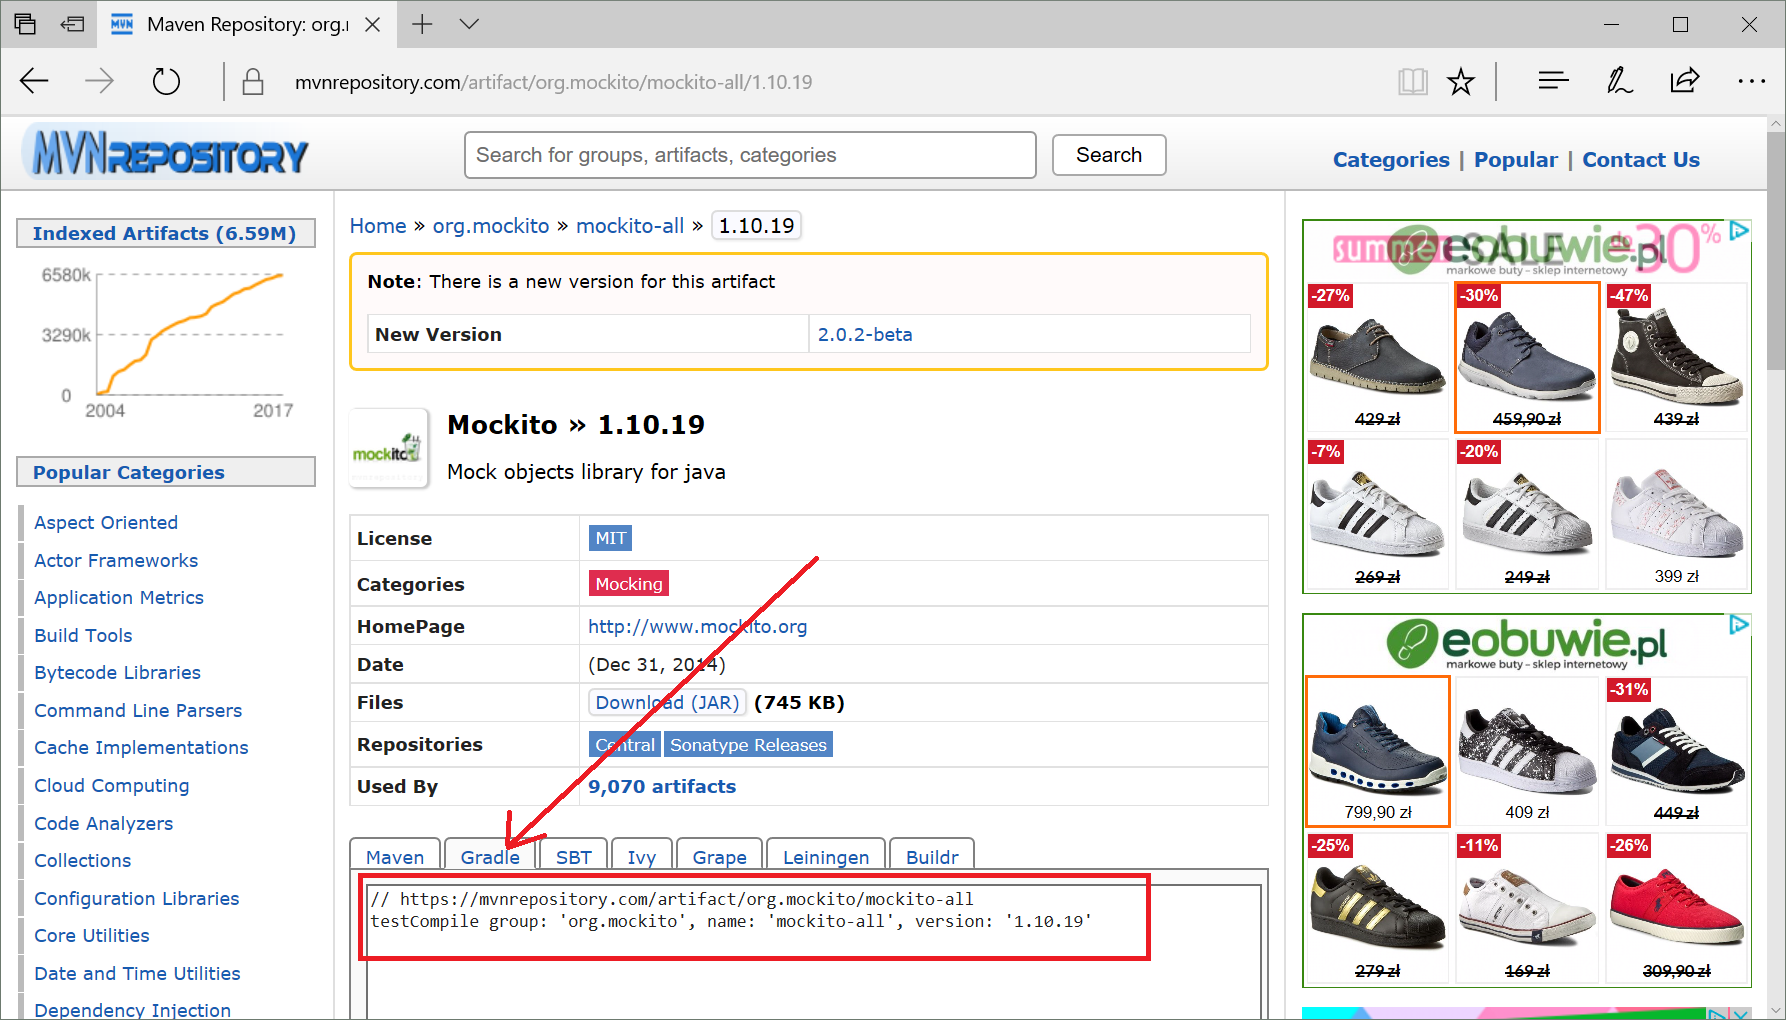 Maven Repository: org.r
mvnrepository.com/artifact/org.mockito/mockito-all/1.10.19
MVNREPOSITORY
Search for groups, artifacts, categories
Search
Categories | Popular | Contact Us
Indexed Artifacts (6.59M)
6580k
3290k
0
2004
2017
Popular Categories
Aspect Oriented
Actor Frameworks
Application Metrics
Build Tools
Bytecode Libraries
Command Line Parsers
Cache Implementations
Cloud Computing
Code Analyzers
Collections
Configuration Libraries
Core Utilities
Date and Time Utilities
Dependency Injection
Home » org.mockito » mockito-all » 1.10.19
Note: There is a new version for this artifact
New Version
2.0.2-beta
mockito
Mockito » 1.10.19
Mock objects library for java
License
MIT
Categories
Mocking
HomePage
http://www.mockito.org
Date
(Dec 31, 2014)
Files
Download (JAR) (745 KB)
Repositories
Central Sonatype Releases
Used By
9,070 artifacts
Maven
Gradle
SBT
Ivy
Grape
Leiningen
Buildr
// https://mvnrepository.com/artifact/org.mockito/mockito-all
testCompile group: 'org.mockito', name: 'mockito-all', version: '1.10.19'
summer SALE do 30%
eobuwie.pl
markowe buty - sklep internetowy
-27%
-30%
-47%
429 zł
459,90 zł
439 zł
-7%
-20%
269 zł
249 zł
399 zł
eobuwie.pl
markowe buty - sklep internetowy
-31%
799,90 zł
409 zł
449 zł
-25%
-11%
-26%
279 zł
169 zł
309,90 zł